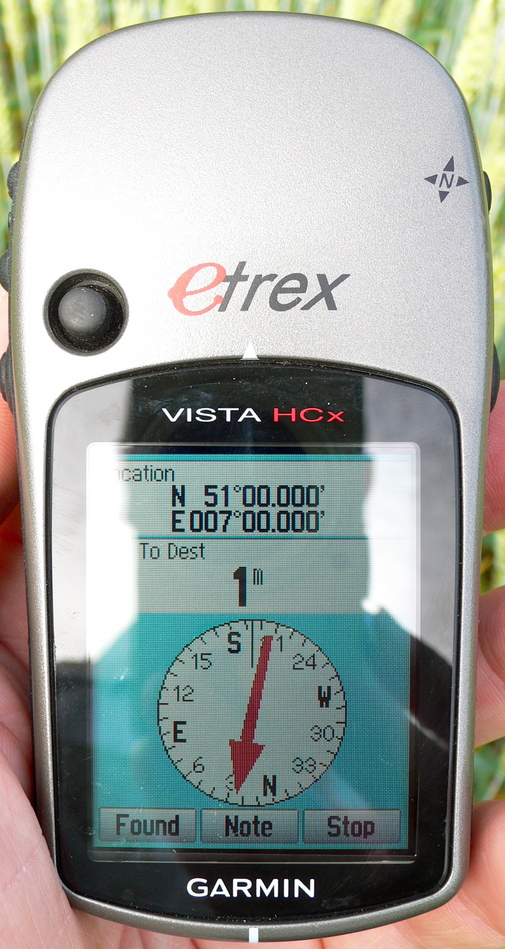 N
etrex
VISTA HCx
ocation
N 51°00.000'
E007°00.000'
To Dest
1m
S
15
24
12
W
E
30
6
33
3
N
Found Note Stop
GARMIN